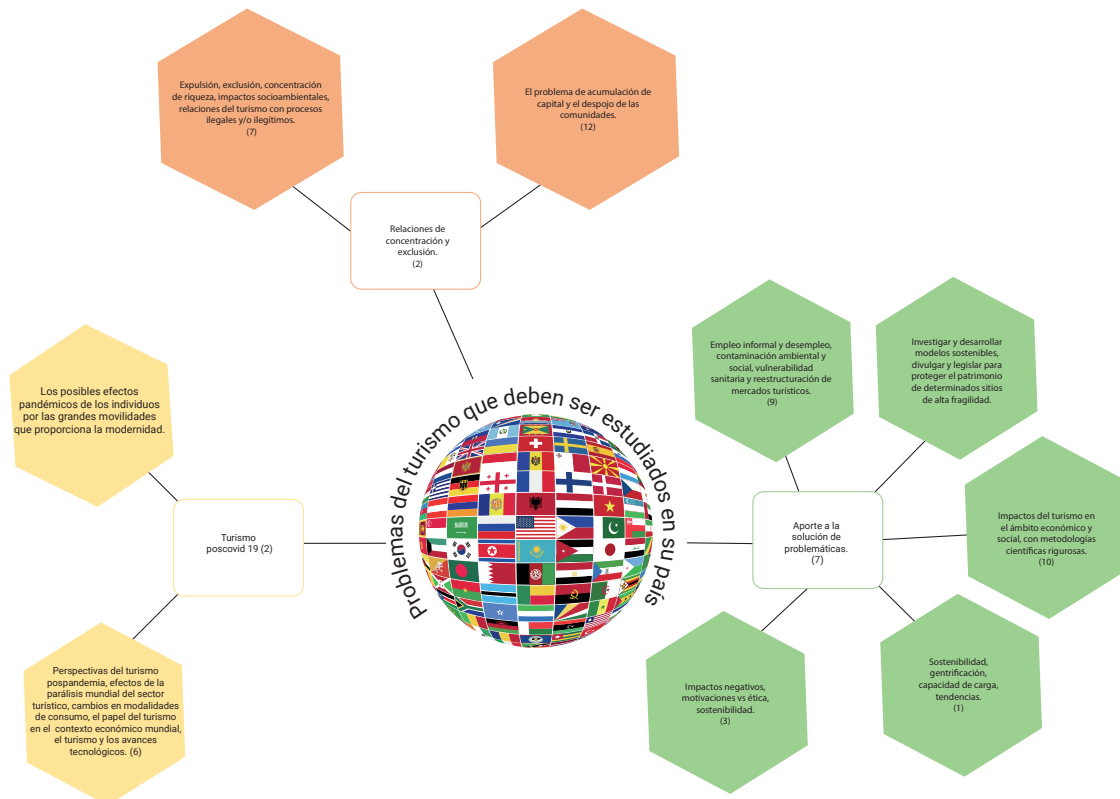 Expulsión, exclusión, concentración
de riqueza, impactos socioambientales,
relaciones del turismo con procesos
ilegales y/o ilegítimos.
(7)
El problema de acumulación de
capital y el despojo de las
comunidades.
(12)
Relaciones de
concentración y
exclusión.
(2)
Los posibles efectos
pandémicos de los individuos
por las grandes movilidades
que proporciona la modernidad.
Turismo
poscovid 19 (2)
Perspectivas del turismo
pospandemia, efectos de la
parálisis mundial del sector
turístico, cambios en modalidades
de consumo, el papel del turismo
en el contexto económico mundial,
el turismo y los avances
tecnológicos. (6)
Problemas del turismo que deben ser estudiados en su país
Empleo informal y desempleo,
contaminación ambiental y
social, vulnerabilidad
sanitaria y reestructuración de
mercados turísticos.
(9)
Investigar y desarrollar
modelos sostenibles,
divulgar y legislar para
proteger el patrimonio
de determinados sitios
de alta fragilidad.
Aporte a la
solución de
problemáticas.
(7)
Impactos del turismo en
el ámbito económico y
social, con metodologías
científicas rigurosas.
(10)
Impactos negativos,
motivaciones vs ética,
sostenibilidad.
(3)
Sostenibilidad,
gentrificación,
capacidad de carga,
tendencias.
(1)